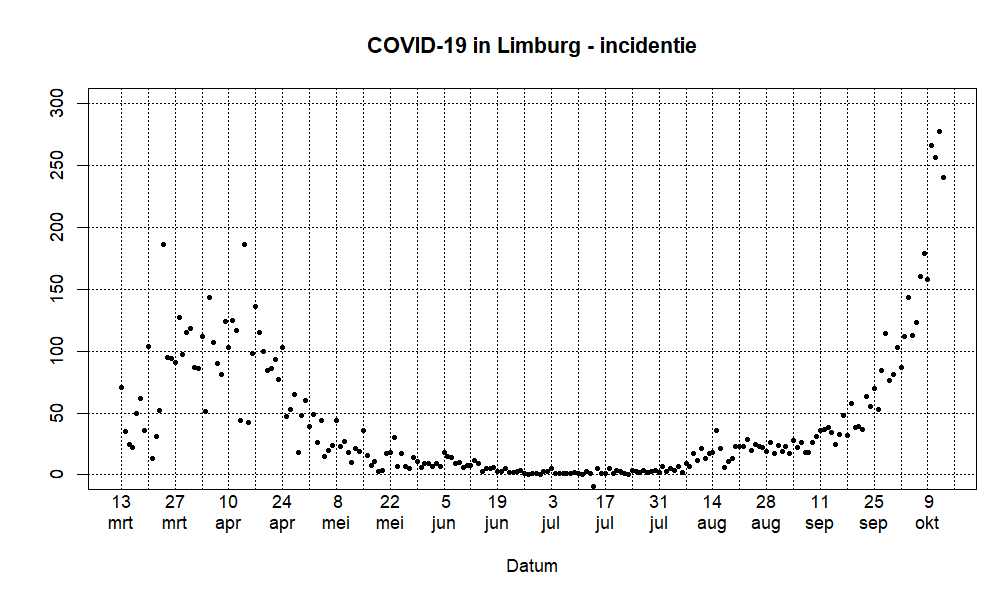 COVID-19 in Limburg - incidentie
300
250
200
150
100
50
0
13 27 10 24 8 22 5 19 3 17 31 14 28 11 25 9
mrt mrt apr apr mei mei jun jun jul jul jul aug aug sep sep okt
Datum